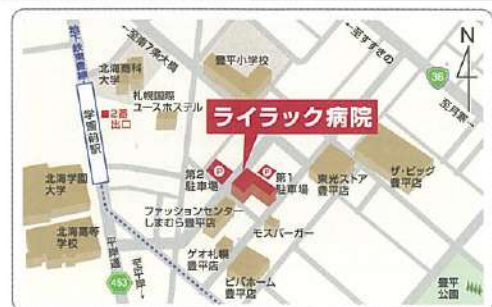 地下鉄東豊線
←至南7条大橋
豊平小学校
←至すすきの
N
36
至月寒→
北海商科
大学
札幌国際
ユースホステル
■2番
出口
学園前駅
ライラック病院
第2
駐車場
P
P
第1
駐車場
東光ストア
豊平店
ザ・ビッグ
豊平店
北海学園
大学
ファッションセンター
しまむら豊平店
モスバーガー
北海高等
学校
ゲオ札幌
豊平店
ビバホーム
豊平店
453
豊平
公園